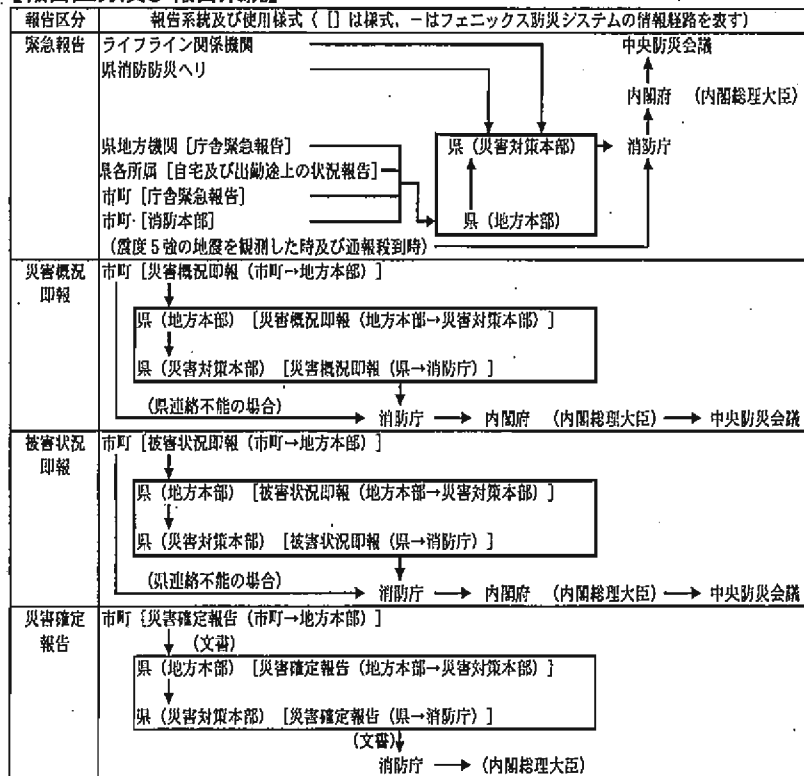 報告区分 報告系統及び使用様式（ [] は様式，－はフェニックス防災システムの情報経路を表す）
緊急報告 ライフライン関係機関 中央防災会議
県消防防災ヘリ
内閣府 （内閣総理大臣）
県地方機関［庁舎緊急報告］ 県（災害対策本部） 消防庁
県各所属［自宅及び出勤途上の状況報告］
市町［庁舎緊急報告］
市町［消防本部］ 県（地方本部）
（震度５強の地震を観測した時及び通報殺到時）
災害概況 市町［災害概況即報（市町→地方本部）］
即報
県（地方本部）［災害概況即報（地方本部→災害対策本部）］
県（災害対策本部）［災害概況即報（県→消防庁）］
（県連絡不能の場合）
消防庁 → 内閣府 （内閣総理大臣） → 中央防災会議
被害状況 市町［被害状況即報（市町→地方本部）］
即報
県（地方本部）［被害状況即報（地方本部→災害対策本部）］
県（災害対策本部）［被害状況即報（県→消防庁）］
（県連絡不能の場合）
消防庁 → 内閣府 （内閣総理大臣） → 中央防災会議
災害確定 市町［災害確定報告（市町→地方本部）］
報告 （文書）
県（地方本部）［災害確定報告（地方本部→災害対策本部）］
県（災害対策本部）［災害確定報告（県→消防庁）］
（文書）
消防庁 → （内閣総理大臣）